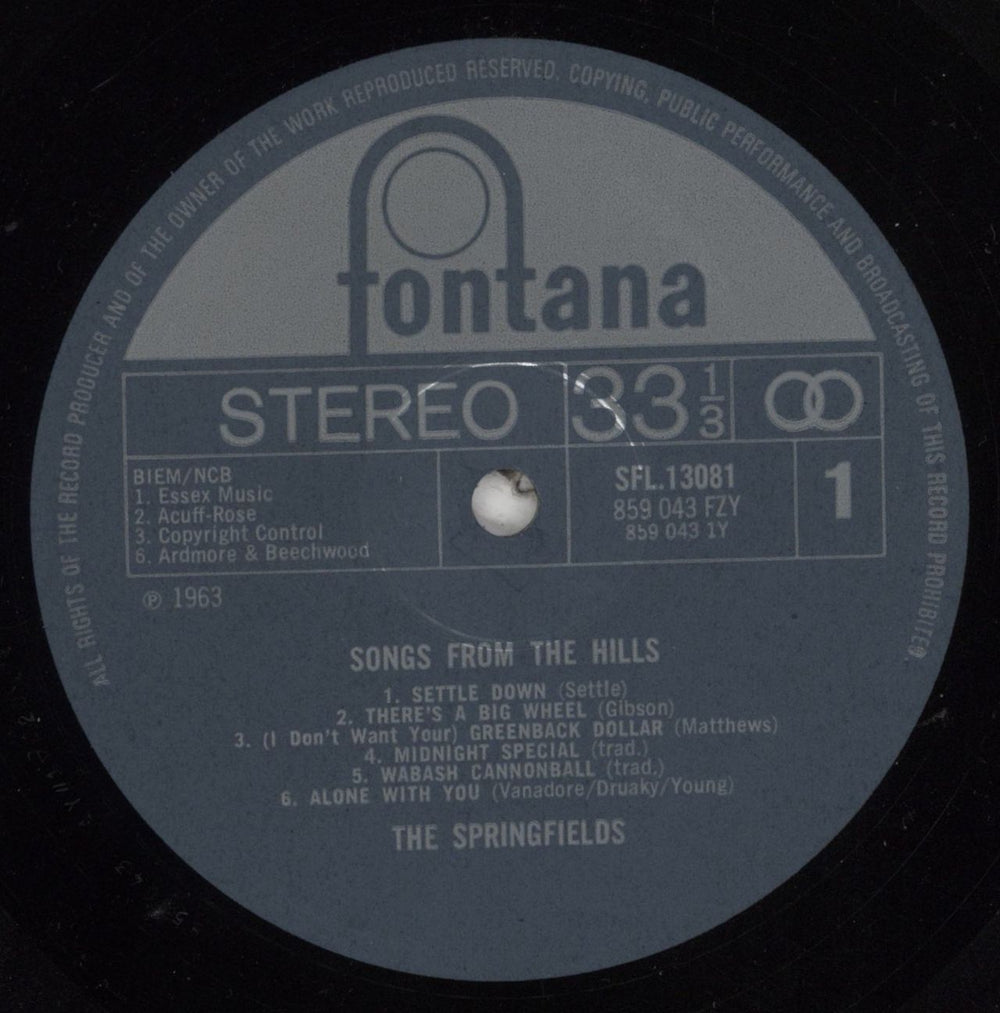 ALL RIGHTS OF THE RECORD PRODUCER AND OF THE OWNER OF THE WORK REPRODUCED RESERVED. COPYING, PUBLIC PERFORMANCE AND BROADCASTING OF THIS RECORD PROHIBITED.
fontana
STEREO 33 1/3
BIEM/NCB
1. Essex Music
2. Acuff-Rose
3. Copyright Control
6. Ardmore & Beechwood
SFL.13081
859 043 FZY
859 043 1Y
1
℗ 1963
SONGS FROM THE HILLS
1. SETTLE DOWN (Settle)
2. THERE'S A BIG WHEEL (Gibson)
3. (I Don't Want Your) GREENBACK DOLLAR (Matthews)
4. MIDNIGHT SPECIAL (trad.)
5. WABASH CANNONBALL (trad.)
6. ALONE WITH YOU (Vanadore/Druaky/Young)
THE SPRINGFIELDS